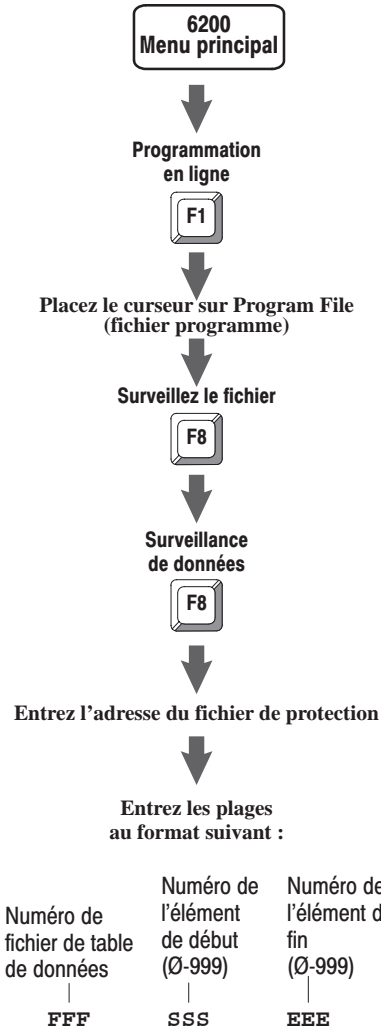 6200
Menu principal
Programmation
en ligne
F1
Placez le curseur sur Program File
(fichier programme)
Surveillez le fichier
F8
Surveillance
de données
F8
Entrez l'adresse du fichier de protection
Entrez les plages
au format suivant :
Numéro de
fichier de table
de données
FFF
Numéro de
l'élément
de début
(Ø-999)
SSS
Numéro de
l'élément d
fin
(Ø-999)
EEE